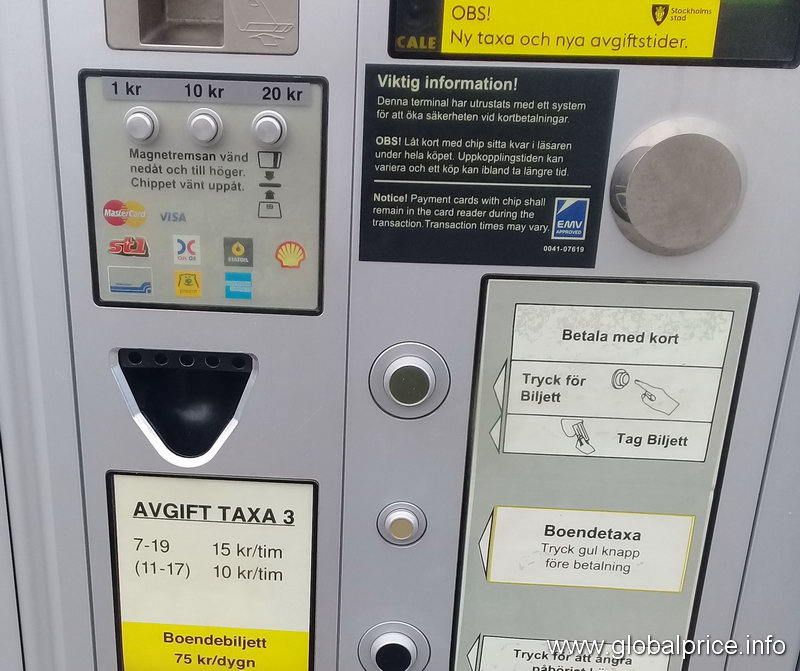 OBS!
Stockholms
stad
CALE
Ny taxa och nya avgiftstider.
1 kr 10 kr 20 kr
Magnetremsan vänd
nedåt och till höger.
Chippet vänt uppåt.
MasterCard VISA
st1
Viktig information!
Denna terminal har utrustats med ett system
för att öka säkerheten vid kortbetalningar.
OBS! Låt kort med chip sitta kvar i läsaren
under hela köpet. Uppkopplingstiden kan
variera och ett köp kan ibland ta längre tid.
Notice! Payment cards with chip shall
remain in the card reader during the
transaction.Transaction times may vary.
EMV
APPROVED
0041-07619
Betala med kort
Tryck för
Biljett
Tag Biljett
Boendetaxa
Tryck gul knapp
före betalning
Tryck för att ångra
AVGIFT TAXA 3
7-19 15 kr/tim
(11-17) 10 kr/tim
Boendebiljett
75 kr/dygn
www.globalprice.info